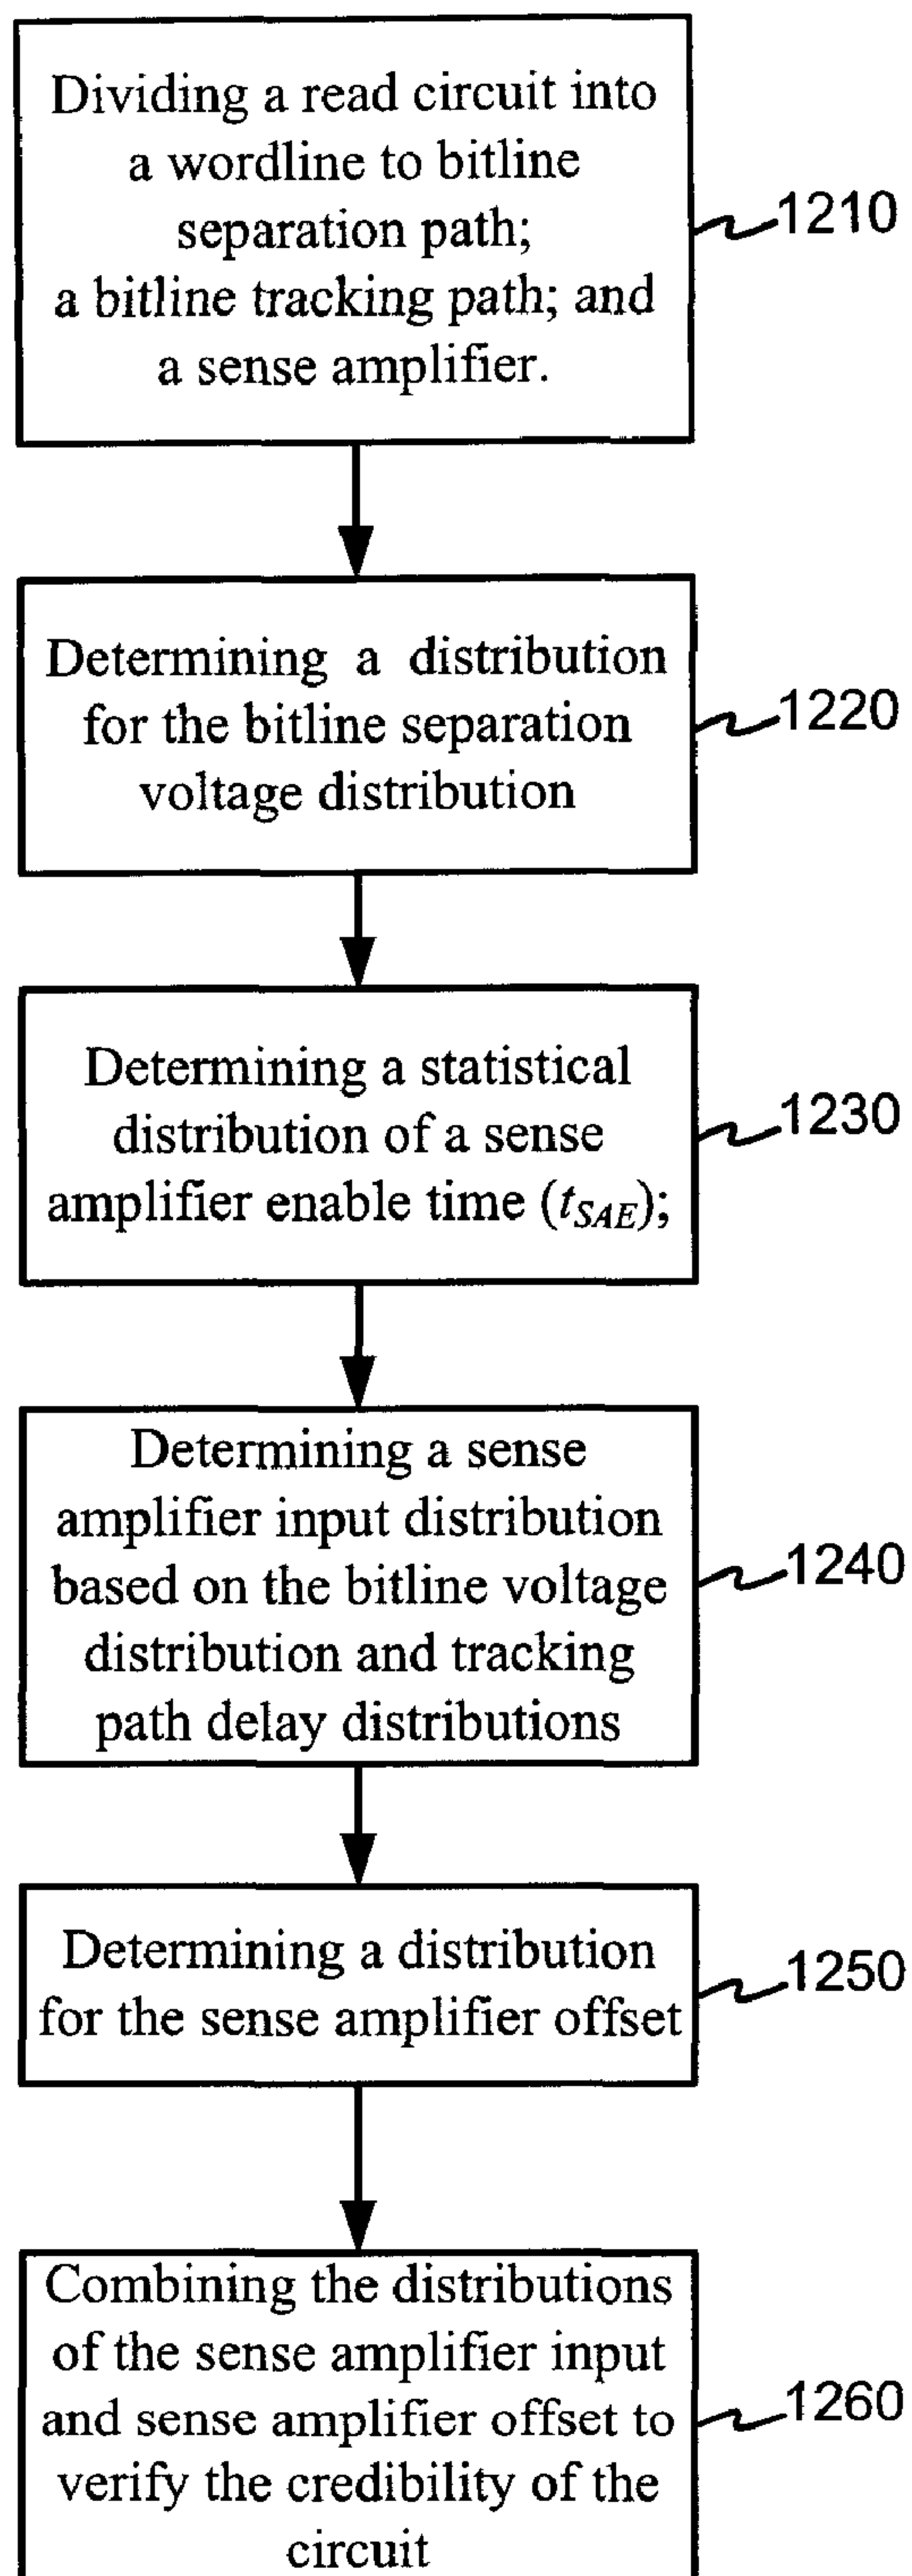 Dividing a read circuit into
a wordline to bitline
separation path;
a bitline tracking path; and
a sense amplifier.
1210
Determining a distribution
for the bitline separation
voltage distribution
1220
Determining a statistical
distribution of a sense
amplifier enable time (tSAE);
1230
Determining a sense
amplifier input distribution
based on the bitline voltage
distribution and tracking
path delay distributions
1240
Determining a distribution
for the sense amplifier offset
1250
Combining the distributions
of the sense amplifier input
and sense amplifier offset to
verify the credibility of the
circuit
1260